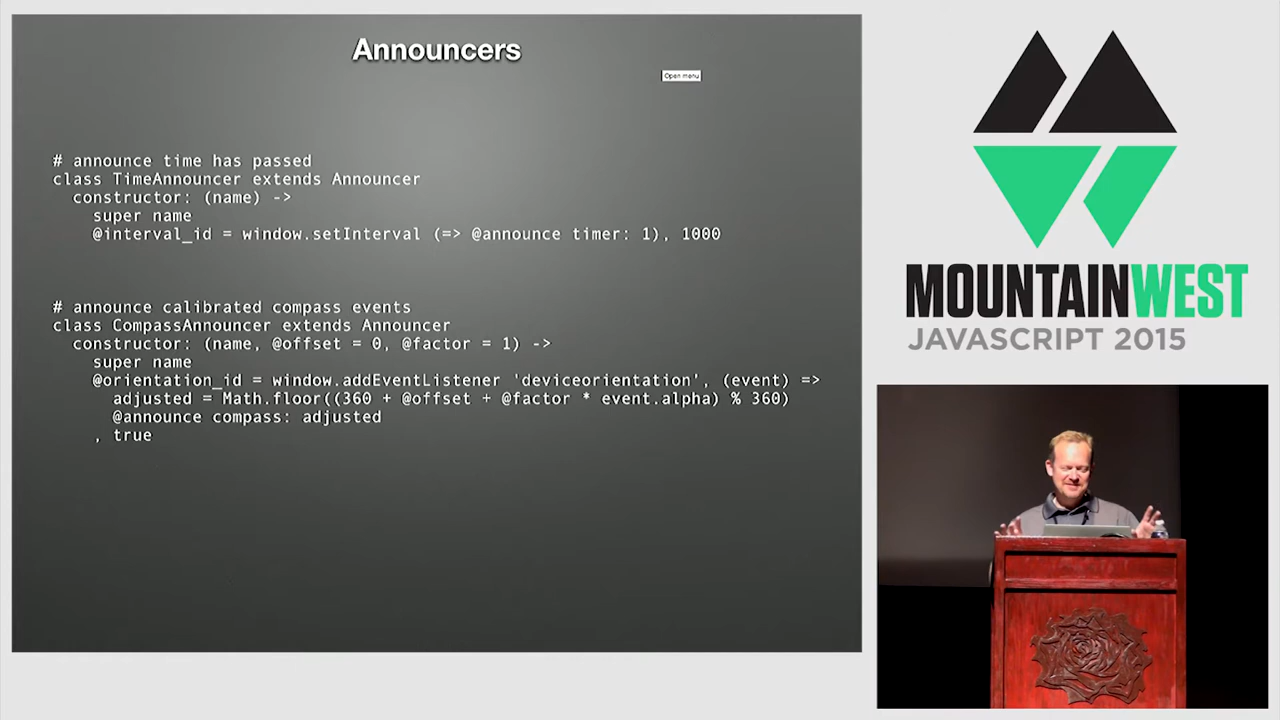 Announcers
Open menu
# announce time has passed
class TimeAnnouncer extends Announcer
  constructor: (name) ->
    super name
    @interval_id = window.setInterval (=> @announce timer: 1), 1000
# announce calibrated compass events
class CompassAnnouncer extends Announcer
  constructor: (name, @offset = 0, @factor = 1) ->
    super name
    @orientation_id = window.addEventListener 'deviceorientation', (event) =>
      adjusted = Math.floor((360 + @offset + @factor * event.alpha) % 360)
      @announce compass: adjusted
    , true
MOUNTAINWEST
JAVASCRIPT 2015